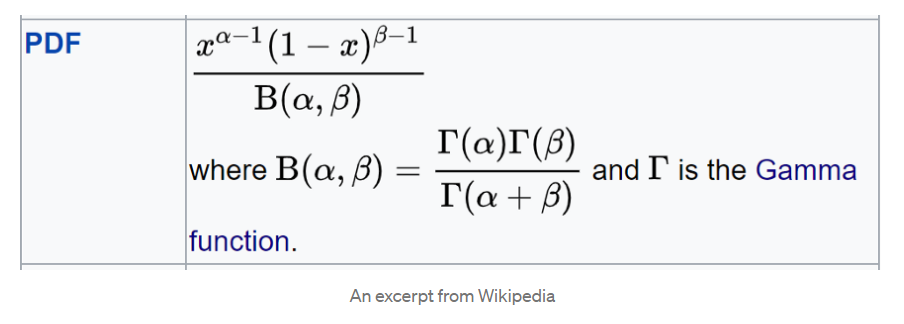 PDF
x^{α−1}(1 − x)^{β−1}
B(α, β)
where B(α, β) = Γ(α)Γ(β) / Γ(α + β) and Γ is the Gamma
function.
An excerpt from Wikipedia